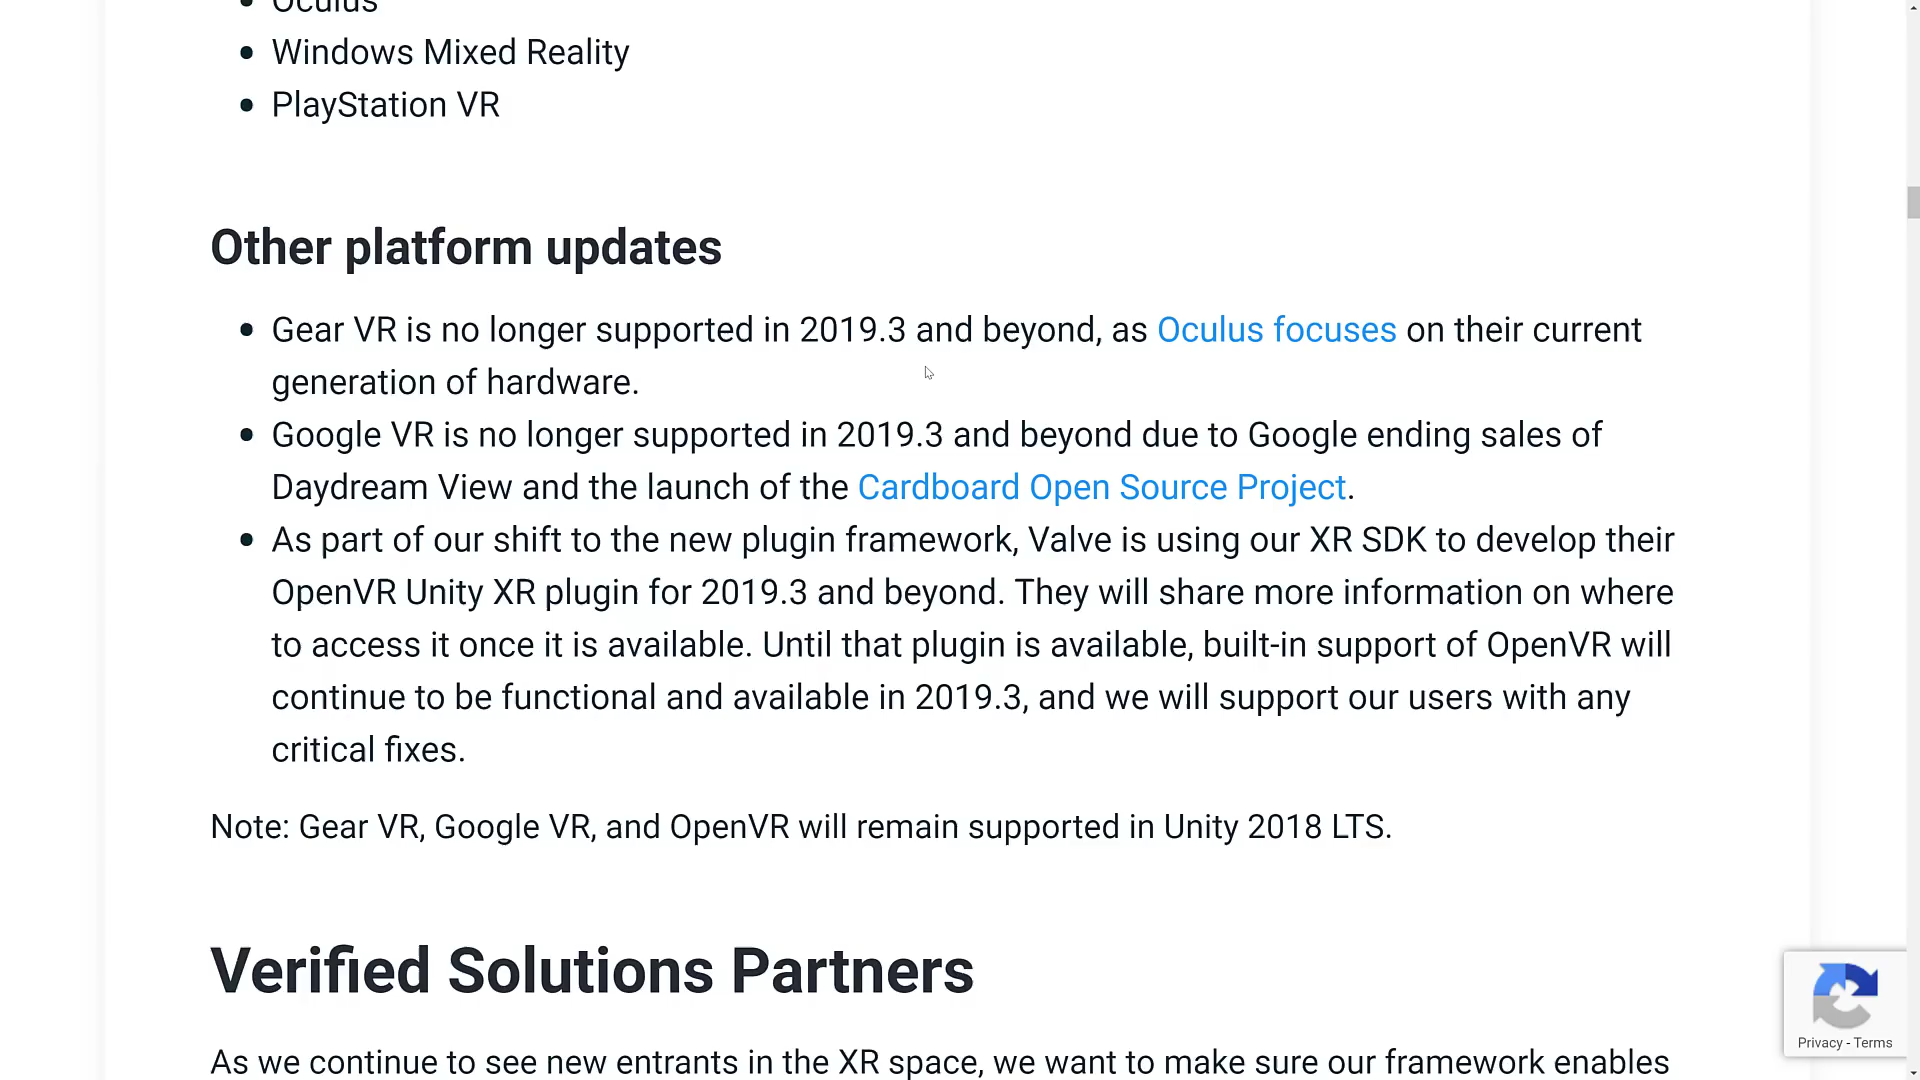 Oculus
Windows Mixed Reality
PlayStation VR
Other platform updates
Gear VR is no longer supported in 2019.3 and beyond, as Oculus focuses on their current
generation of hardware.
Google VR is no longer supported in 2019.3 and beyond due to Google ending sales of
Daydream View and the launch of the Cardboard Open Source Project.
As part of our shift to the new plugin framework, Valve is using our XR SDK to develop their
OpenVR Unity XR plugin for 2019.3 and beyond. They will share more information on where
to access it once it is available. Until that plugin is available, built-in support of OpenVR will
continue to be functional and available in 2019.3, and we will support our users with any
critical fixes.
Note: Gear VR, Google VR, and OpenVR will remain supported in Unity 2018 LTS.
Verified Solutions Partners
As we continue to see new entrants in the XR space, we want to make sure our framework enables
Privacy - Terms